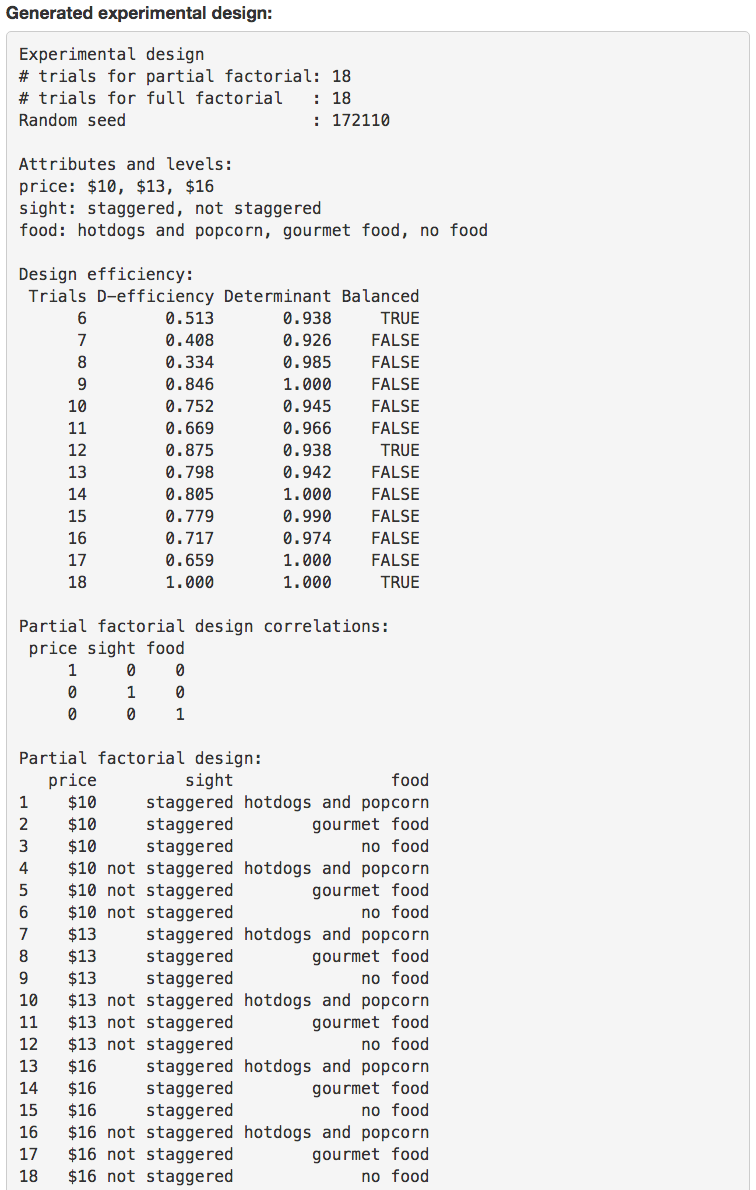 Generated experimental design:
Experimental design
# trials for partial factorial: 18
# trials for full factorial   : 18
Random seed                   : 172110

Attributes and levels:
price: $10, $13, $16
sight: staggered, not staggered
food: hotdogs and popcorn, gourmet food, no food

Design efficiency:
 Trials D-efficiency Determinant Balanced
      6        0.513       0.938     TRUE
      7        0.408       0.926    FALSE
      8        0.334       0.985    FALSE
      9        0.846       1.000    FALSE
     10        0.752       0.945    FALSE
     11        0.669       0.966    FALSE
     12        0.875       0.938     TRUE
     13        0.798       0.942    FALSE
     14        0.805       1.000    FALSE
     15        0.779       0.990    FALSE
     16        0.717       0.974    FALSE
     17        0.659       1.000    FALSE
     18        1.000       1.000     TRUE

Partial factorial design correlations:
 price sight food
     1     0    0
     0     1    0
     0     0    1

Partial factorial design:
   price         sight                food
1    $10     staggered hotdogs and popcorn
2    $10     staggered        gourmet food
3    $10     staggered             no food
4    $10 not staggered hotdogs and popcorn
5    $10 not staggered        gourmet food
6    $10 not staggered             no food
7    $13     staggered hotdogs and popcorn
8    $13     staggered        gourmet food
9    $13     staggered             no food
10   $13 not staggered hotdogs and popcorn
11   $13 not staggered        gourmet food
12   $13 not staggered             no food
13   $16     staggered hotdogs and popcorn
14   $16     staggered        gourmet food
15   $16     staggered             no food
16   $16 not staggered hotdogs and popcorn
17   $16 not staggered        gourmet food
18   $16 not staggered             no food